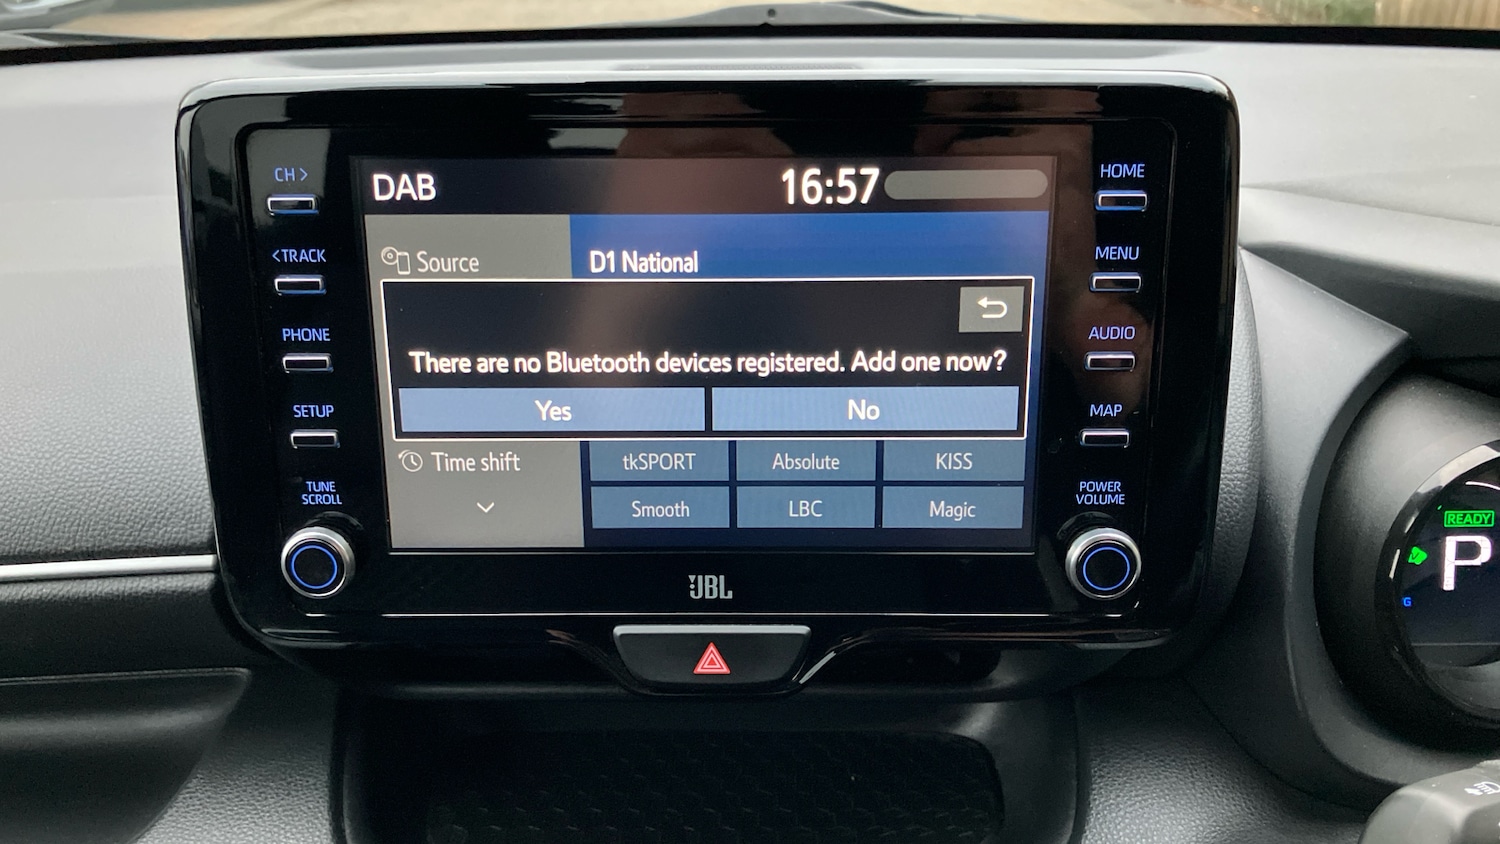 CH >
<TRACK
PHONE
SETUP
TUNE
SCROLL
DAB
16:57
Source
D1 National
There are no Bluetooth devices registered. Add one now?
Yes
No
Time shift
tkSPORT
Absolute
KISS
Smooth
LBC
Magic
JBL
HOME
MENU
AUDIO
MAP
POWER
VOLUME
READY
P